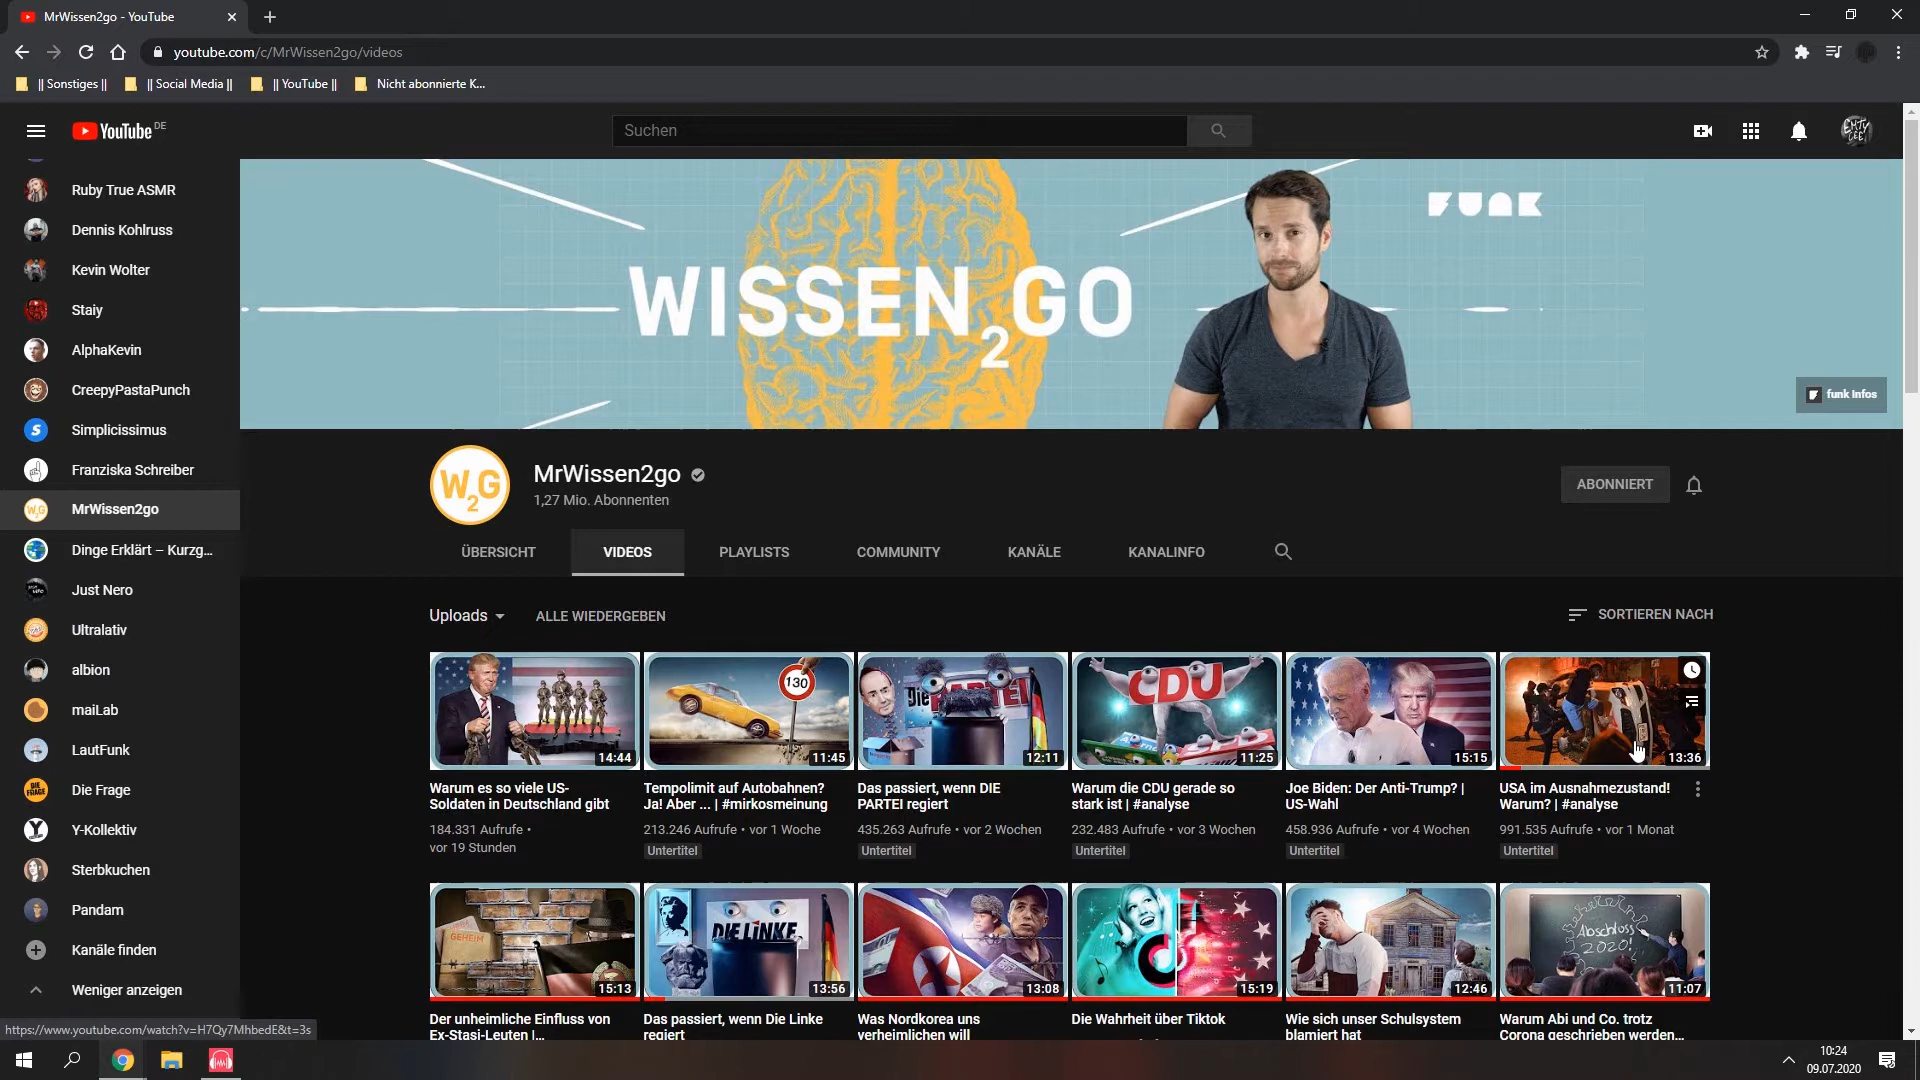 MrWissen2go - YouTube
youtube.com/c/MrWissen2go/videos
|| Sonstiges ||
|| Social Media ||
|| YouTube ||
Nicht abonnierte K...
YouTube DE
Suchen
Ruby True ASMR
Dennis Kohlruss
Kevin Wolter
Staiy
AlphaKevin
CreepyPastaPunch
Simplicissimus
Franziska Schreiber
MrWissen2go
Dinge Erklärt – Kurzg...
Just Nero
Ultralativ
albion
maiLab
LautFunk
Die Frage
Y-Kollektiv
Sterbkuchen
Pandam
Kanäle finden
Weniger anzeigen
WISSEN2GO
FUNK
funk Infos
W2G
MrWissen2go
1,27 Mio. Abonnenten
ABONNIERT
ÜBERSICHT
VIDEOS
PLAYLISTS
COMMUNITY
KANÄLE
KANALINFO
Uploads
ALLE WIEDERGEBEN
SORTIEREN NACH
14:44
130
11:45
Die PARTEI
12:11
CDU
11:25
15:15
13:36
Warum es so viele US-
Soldaten in Deutschland gibt
184.331 Aufrufe •
vor 19 Stunden
Tempolimit auf Autobahnen?
Ja! Aber ... | #mirkosmeinung
213.246 Aufrufe • vor 1 Woche
Untertitel
Das passiert, wenn DIE
PARTEI regiert
435.263 Aufrufe • vor 2 Wochen
Untertitel
Warum die CDU gerade so
stark ist | #analyse
232.483 Aufrufe • vor 3 Wochen
Untertitel
Joe Biden: Der Anti-Trump? |
US-Wahl
458.936 Aufrufe • vor 4 Wochen
Untertitel
USA im Ausnahmezustand!
Warum? | #analyse
991.535 Aufrufe • vor 1 Monat
Untertitel
GEHEIM
15:13
DIE LINKE
13:56
13:08
15:19
12:46
Abschluss
2020!
11:07
Der unheimliche Einfluss von
Ex-Stasi-Leuten |...
Das passiert, wenn Die Linke
regiert
Was Nordkorea uns
verheimlichen will
Die Wahrheit über Tiktok
Wie sich unser Schulsystem
blamiert hat
Warum Abi und Co. trotz
Corona geschrieben werden...
https://www.youtube.com/watch?v=H7Qy7MhbedE&t=3s
10:24
09.07.2020